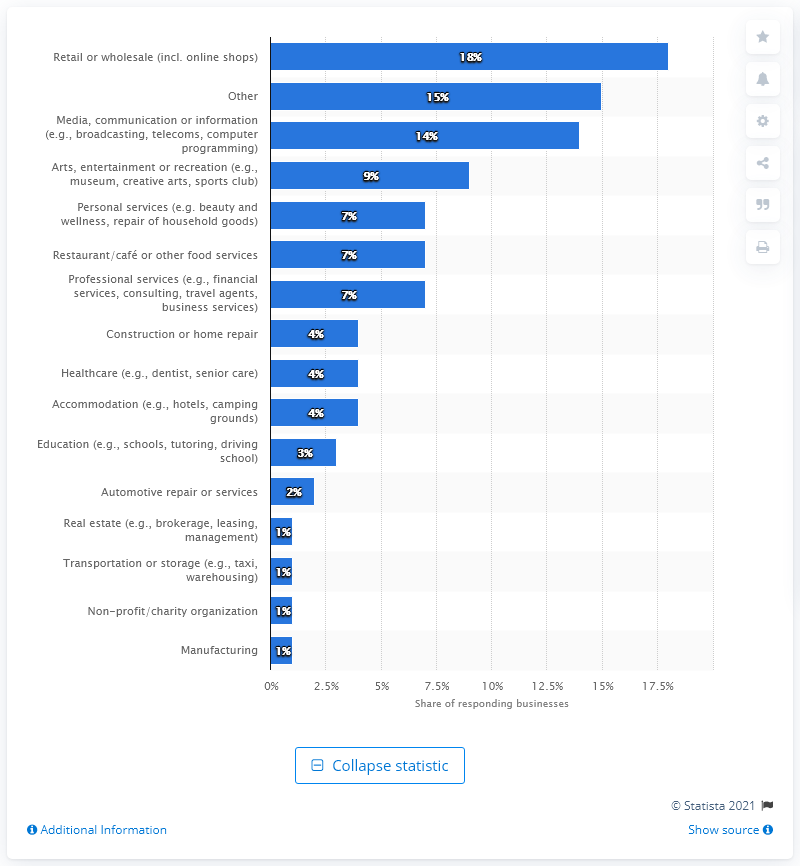 Retail or wholesale (incl. online shops)
18%
Other
15%
Media, communication or information
(e.g., broadcasting, telecoms, computer
programming)
14%
Arts, entertainment or recreation (e.g.,
museum, creative arts, sports club)
9%
Personal services (e.g. beauty and
wellness, repair of household goods)
7%
Restaurant/café or other food services
7%
Professional services (e.g., financial
services, consulting, travel agents,
business services)
7%
Construction or home repair
4%
Healthcare (e.g., dentist, senior care)
4%
Accommodation (e.g., hotels, camping
grounds)
4%
Education (e.g., schools, tutoring, driving
school)
3%
Automotive repair or services
2%
Real estate (e.g., brokerage, leasing,
management)
1%
Transportation or storage (e.g., taxi,
warehousing)
1%
Non-profit/charity organization
1%
Manufacturing
1%
0% 2.5% 5% 7.5% 10% 12.5% 15% 17.5%
Share of responding businesses
Collapse statistic
© Statista 2021
Additional Information
Show source